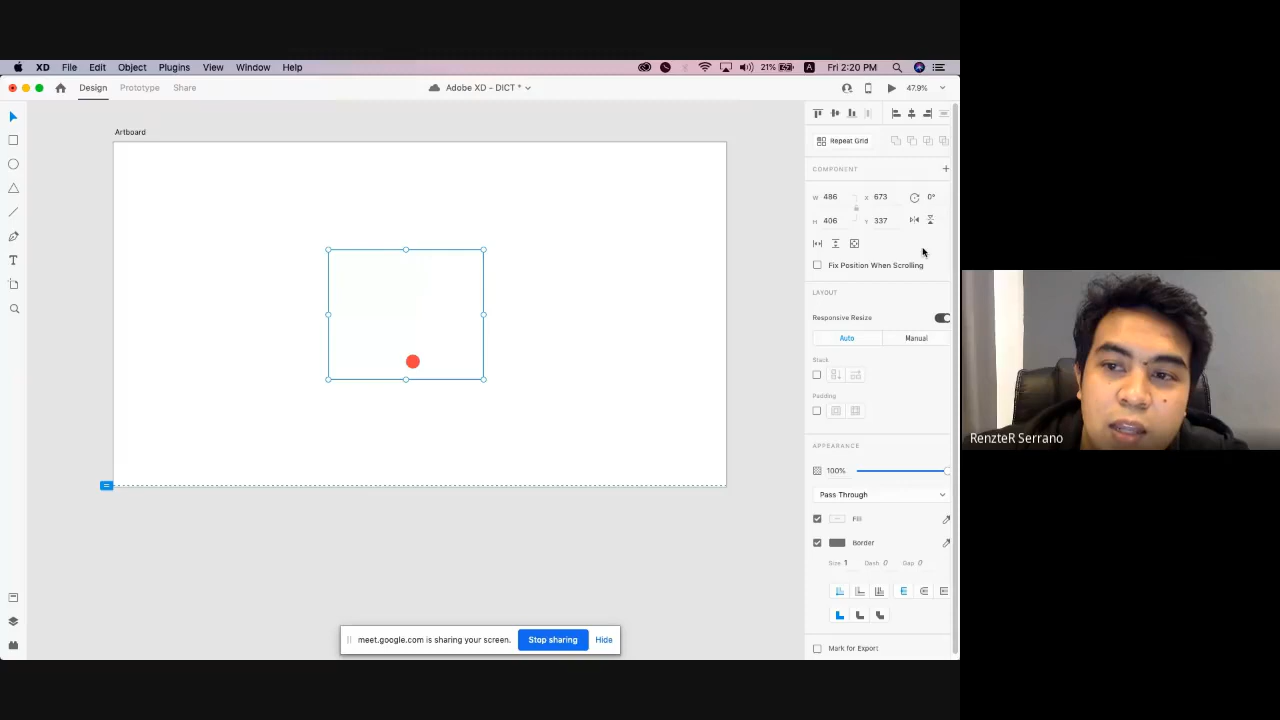 XD File Edit Object Plugins View Window Help 21% A Fri 2:20 PM
Design Prototype Share Adobe XD - DICT * 47.9%
Artboard
Repeat Grid
COMPONENT
W 486 X 673 0°
H 406 Y 337
Fix Position When Scrolling
LAYOUT
Responsive Resize
Auto Manual
Stack
Padding
APPEARANCE
100%
Pass Through
Fill
Border
Size 1 Dash 0 Gap 0
Mark for Export
meet.google.com is sharing your screen. Stop sharing Hide
RenzteR Serrano
T